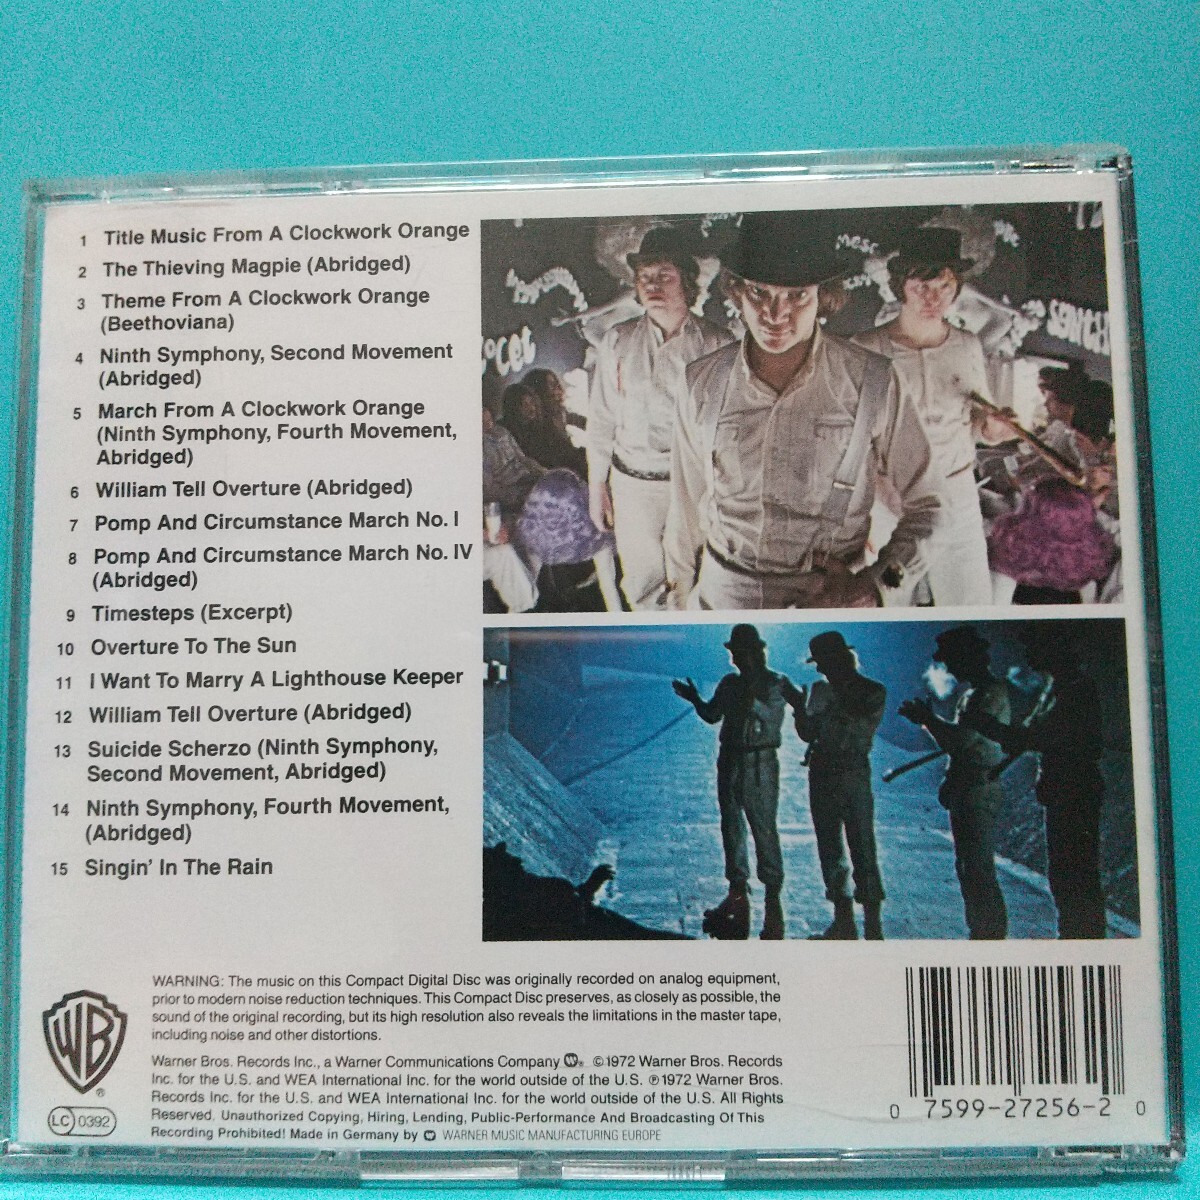 1 Title Music From A Clockwork Orange
2 The Thieving Magpie (Abridged)
3 Theme From A Clockwork Orange
(Beethoviana)
4 Ninth Symphony, Second Movement
(Abridged)
5 March From A Clockwork Orange
(Ninth Symphony, Fourth Movement,
Abridged)
6 William Tell Overture (Abridged)
7 Pomp And Circumstance March No. I
8 Pomp And Circumstance March No. IV
(Abridged)
9 Timesteps (Excerpt)
10 Overture To The Sun
11 I Want To Marry A Lighthouse Keeper
12 William Tell Overture (Abridged)
13 Suicide Scherzo (Ninth Symphony,
Second Movement, Abridged)
14 Ninth Symphony, Fourth Movement,
(Abridged)
15 Singin' In The Rain
WARNING: The music on this Compact Digital Disc was originally recorded on analog equipment,
prior to modern noise reduction techniques. This Compact Disc preserves, as closely as possible, the
sound of the original recording, but its high resolution also reveals the limitations in the master tape,
including noise and other distortions.
Warner Bros. Records Inc., a Warner Communications Company ©1972 Warner Bros. Records
Inc. for the U.S. and WEA International Inc. for the world outside of the U.S. ℗1972 Warner Bros.
Records Inc. for the U.S. and WEA International Inc. for the world outside of the U.S. All Rights
Reserved. Unauthorized Copying, Hiring, Lending, Public-Performance And Broadcasting Of This
Recording Prohibited! Made in Germany by WARNER MUSIC MANUFACTURING EUROPE
WB ®
LC 0392
0 7599-27256-2 0